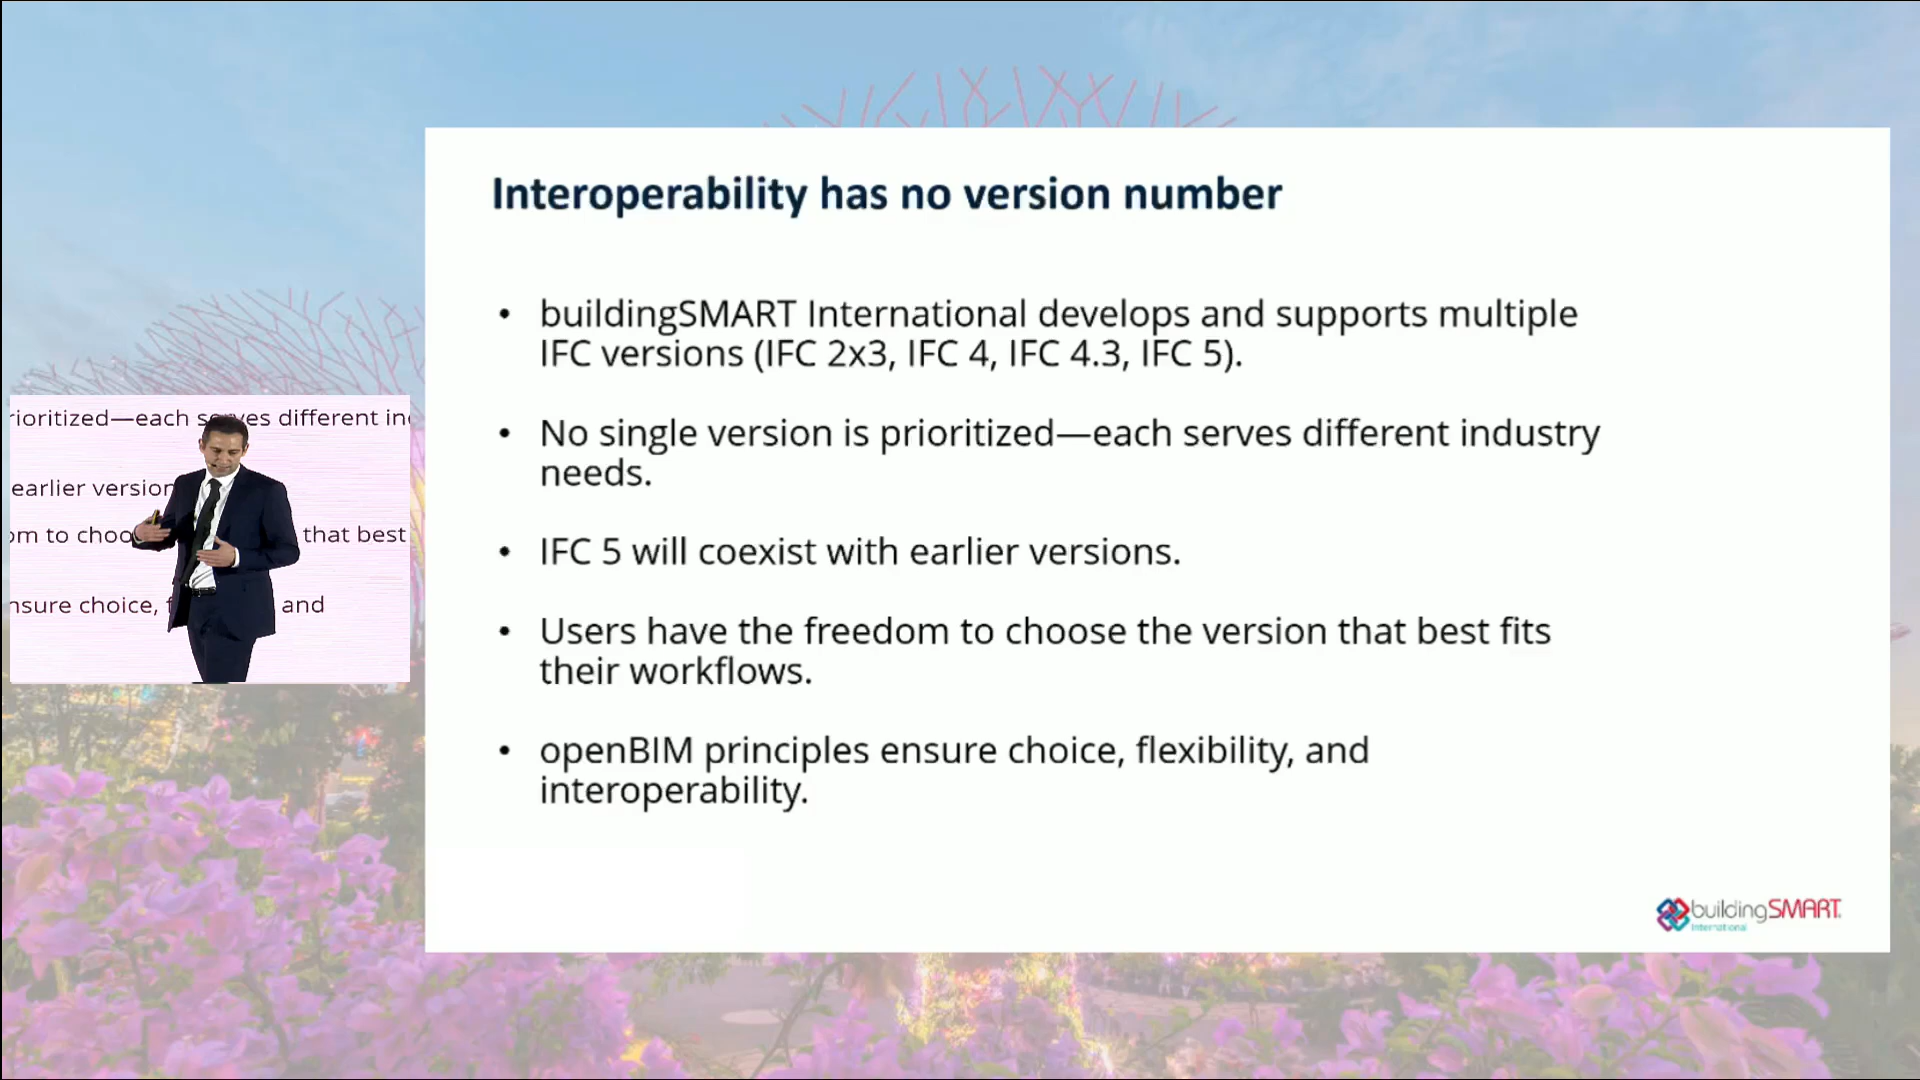 Interoperability has no version number
• buildingSMART International develops and supports multiple
IFC versions (IFC 2x3, IFC 4, IFC 4.3, IFC 5).
• No single version is prioritized—each serves different industry
needs.
• IFC 5 will coexist with earlier versions.
• Users have the freedom to choose the version that best fits
their workflows.
• openBIM principles ensure choice, flexibility, and
interoperability.
buildingSMART
International
rioritized—each serves different in
earlier version
om to choo that best
nsure choice, f and